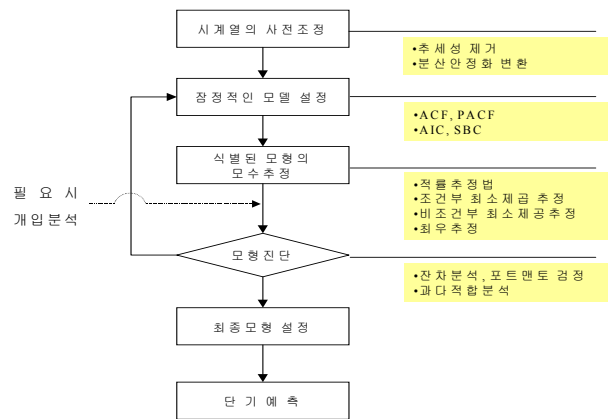 시계열의 사전조정
•추세성 제거
•분산안정화 변환
잠정적인 모델 설정
•ACF, PACF
•AIC, SBC
식별된 모형의
모수추정
•적률추정법
•조건부 최소제곱 추정
•비조건부 최소제공추정
•최우추정
필 요 시
개입분석
모형진단
•잔차분석, 포트맨토 검정
•과다적합분석
최종모형 설정
단기예측